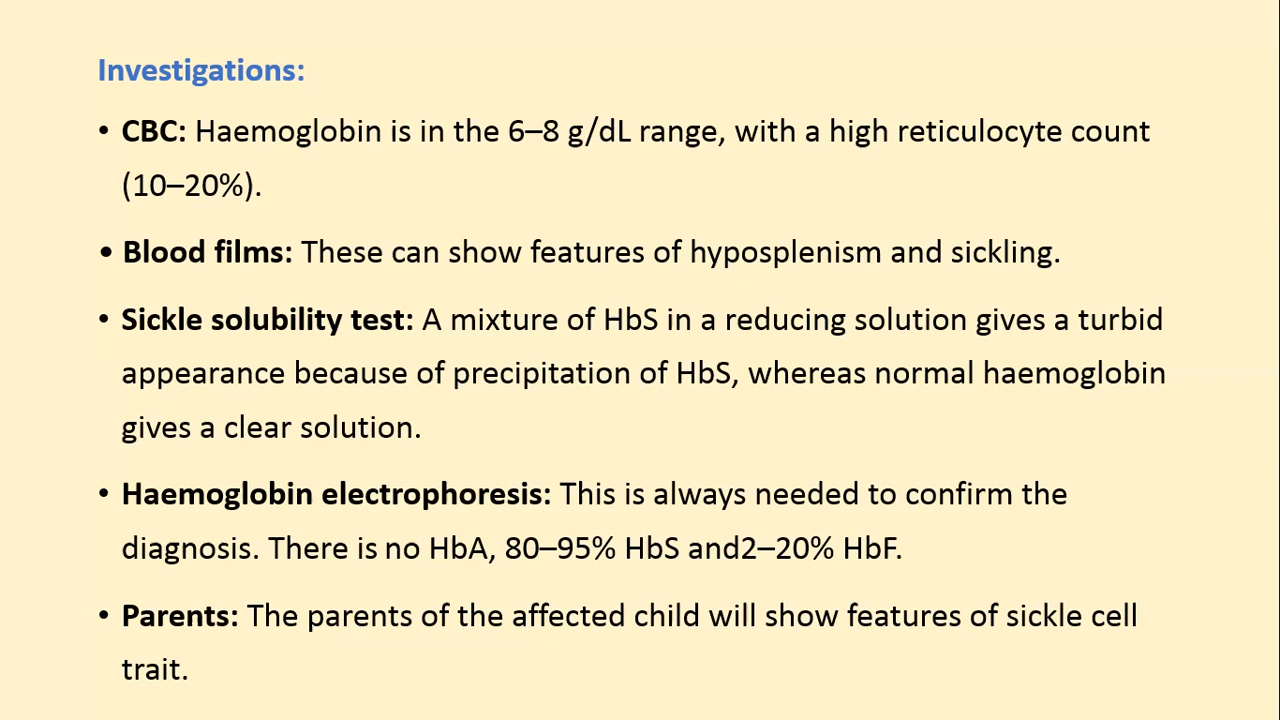 Investigations:
• CBC: Haemoglobin is in the 6–8 g/dL range, with a high reticulocyte count
(10–20%).
• Blood films: These can show features of hyposplenism and sickling.
• Sickle solubility test: A mixture of HbS in a reducing solution gives a turbid
appearance because of precipitation of HbS, whereas normal haemoglobin
gives a clear solution.
• Haemoglobin electrophoresis: This is always needed to confirm the
diagnosis. There is no HbA, 80–95% HbS and2–20% HbF.
• Parents: The parents of the affected child will show features of sickle cell
trait.